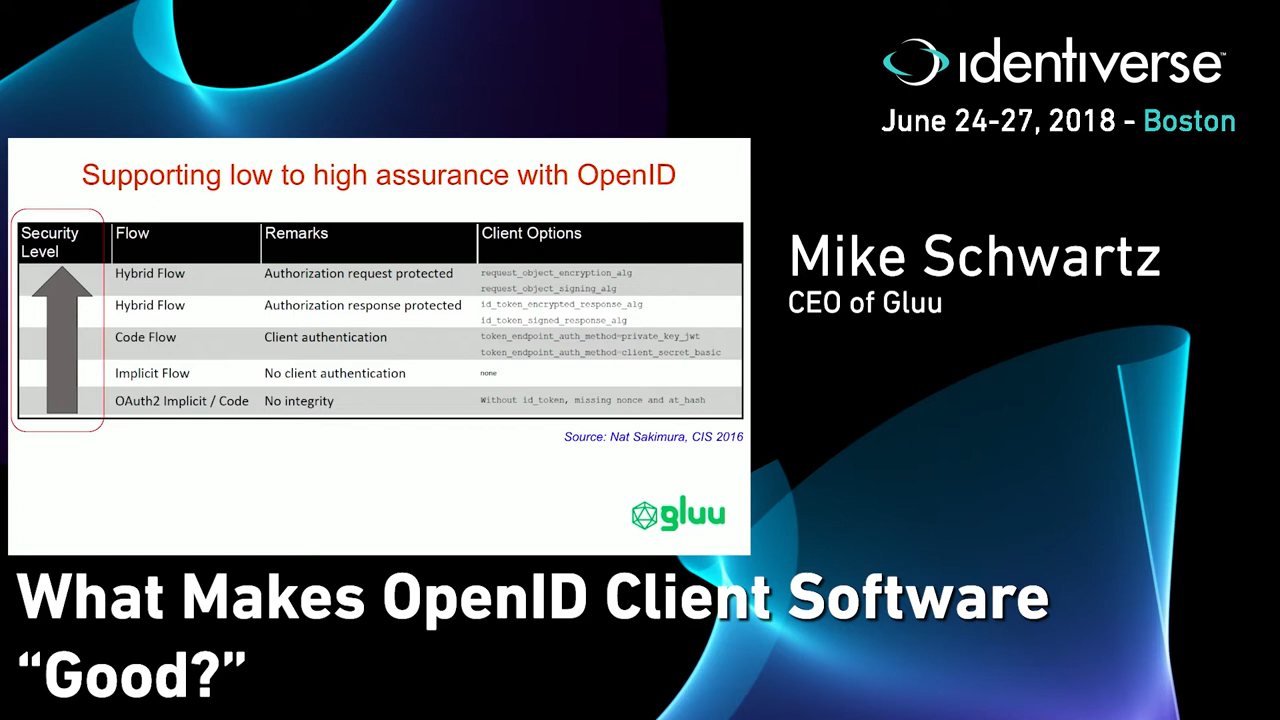 identiverse™
June 24-27, 2018 - Boston
Supporting low to high assurance with OpenID
Security Level Flow Remarks Client Options
Hybrid Flow Authorization request protected request_object_encryption_alg
request_object_signing_alg
Hybrid Flow Authorization response protected id_token_encrypted_response_alg
id_token_signed_response_alg
Code Flow Client authentication token_endpoint_auth_method=private_key_jwt
token_endpoint_auth_method=client_secret_basic
Implicit Flow No client authentication none
OAuth2 Implicit / Code No integrity Without id_token, missing nonce and at_hash
Source: Nat Sakimura, CIS 2016
gluu
Mike Schwartz
CEO of Gluu
What Makes OpenID Client Software
“Good?”